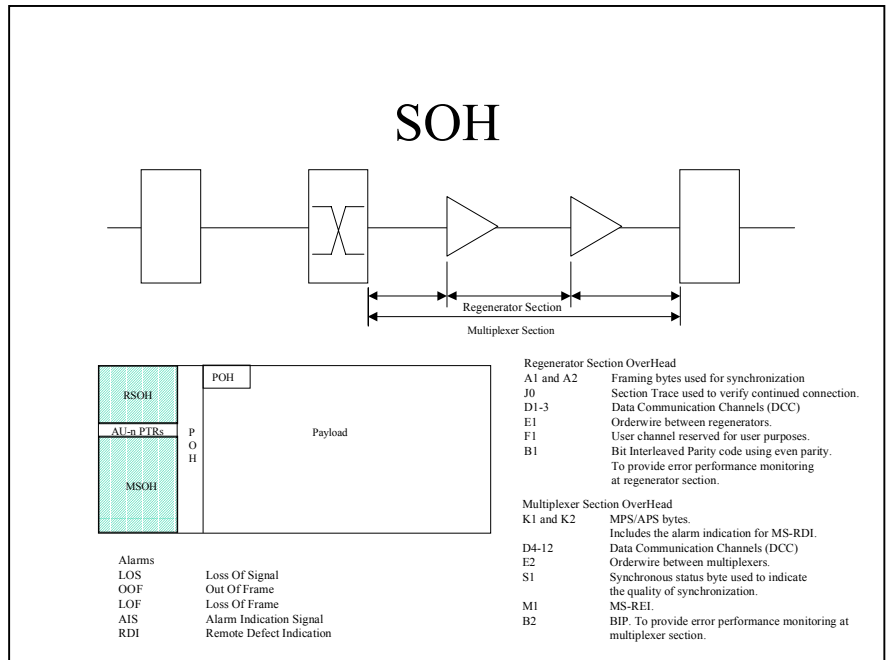 SOH
Regenerator Section
Multiplexer Section
RSOH
AU-n PTRs
MSOH
P
O
H
POH
Payload
Alarms
LOS Loss Of Signal
OOF Out Of Frame
LOF Loss Of Frame
AIS Alarm Indication Signal
RDI Remote Defect Indication
Regenerator Section OverHead
A1 and A2 Framing bytes used for synchronization
J0 Section Trace used to verify continued connection.
D1-3 Data Communication Channels (DCC)
E1 Orderwire between regenerators.
F1 User channel reserved for user purposes.
B1 Bit Interleaved Parity code using even parity.
To provide error performance monitoring
at regenerator section.
Multiplexer Section OverHead
K1 and K2 MPS/APS bytes.
Includes the alarm indication for MS-RDI.
D4-12 Data Communication Channels (DCC)
E2 Orderwire between multiplexers.
S1 Synchronous status byte used to indicate
the quality of synchronization.
M1 MS-REI.
B2 BIP. To provide error performance monitoring at
multiplexer section.